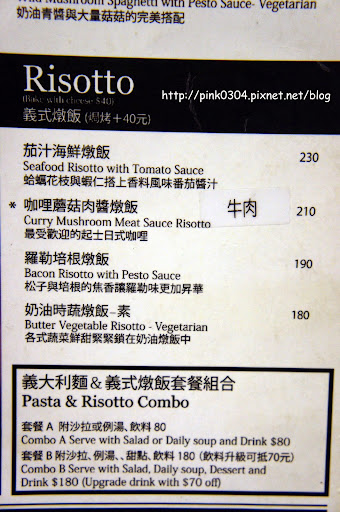 Wild Mushroom Spaghetti with Pesto Sauce- Vegetarian
奶油青醬與大量菇菇的完美搭配
Risotto
(Bake with cheese $40)
義式燉飯 (焗烤+40元)
http://pink0304.pixnet.net/blog
茄汁海鮮燉飯 230
Seafood Risotto with Tomato Sauce
蛤蠣花枝與蝦仁搭上香料風味番茄醬汁
* 咖哩蘑菇肉醬燉飯 牛肉 210
Curry Mushroom Meat Sauce Risotto
最受歡迎的起士日式咖哩
羅勒培根燉飯 190
Bacon Risotto with Pesto Sauce
松子與培根的焦香讓羅勒味更加昇華
奶油時蔬燉飯-素 180
Butter Vegetable Risotto - Vegetarian
各式蔬菜鮮甜緊緊鎖在奶油燉飯中
義大利麵＆義式燉飯套餐組合
Pasta & Risotto Combo
套餐 A 附沙拉或例湯、飲料 80
Combo A Serve with Salad or Daily soup and Drink $80
套餐 B 附沙拉、例湯、、甜點、飲料 180 (飲料升級可抵70元)
Combo B Serve with Salad, Daily soup, Dessert and
Drink $180 (Upgrade drink with $70 off)